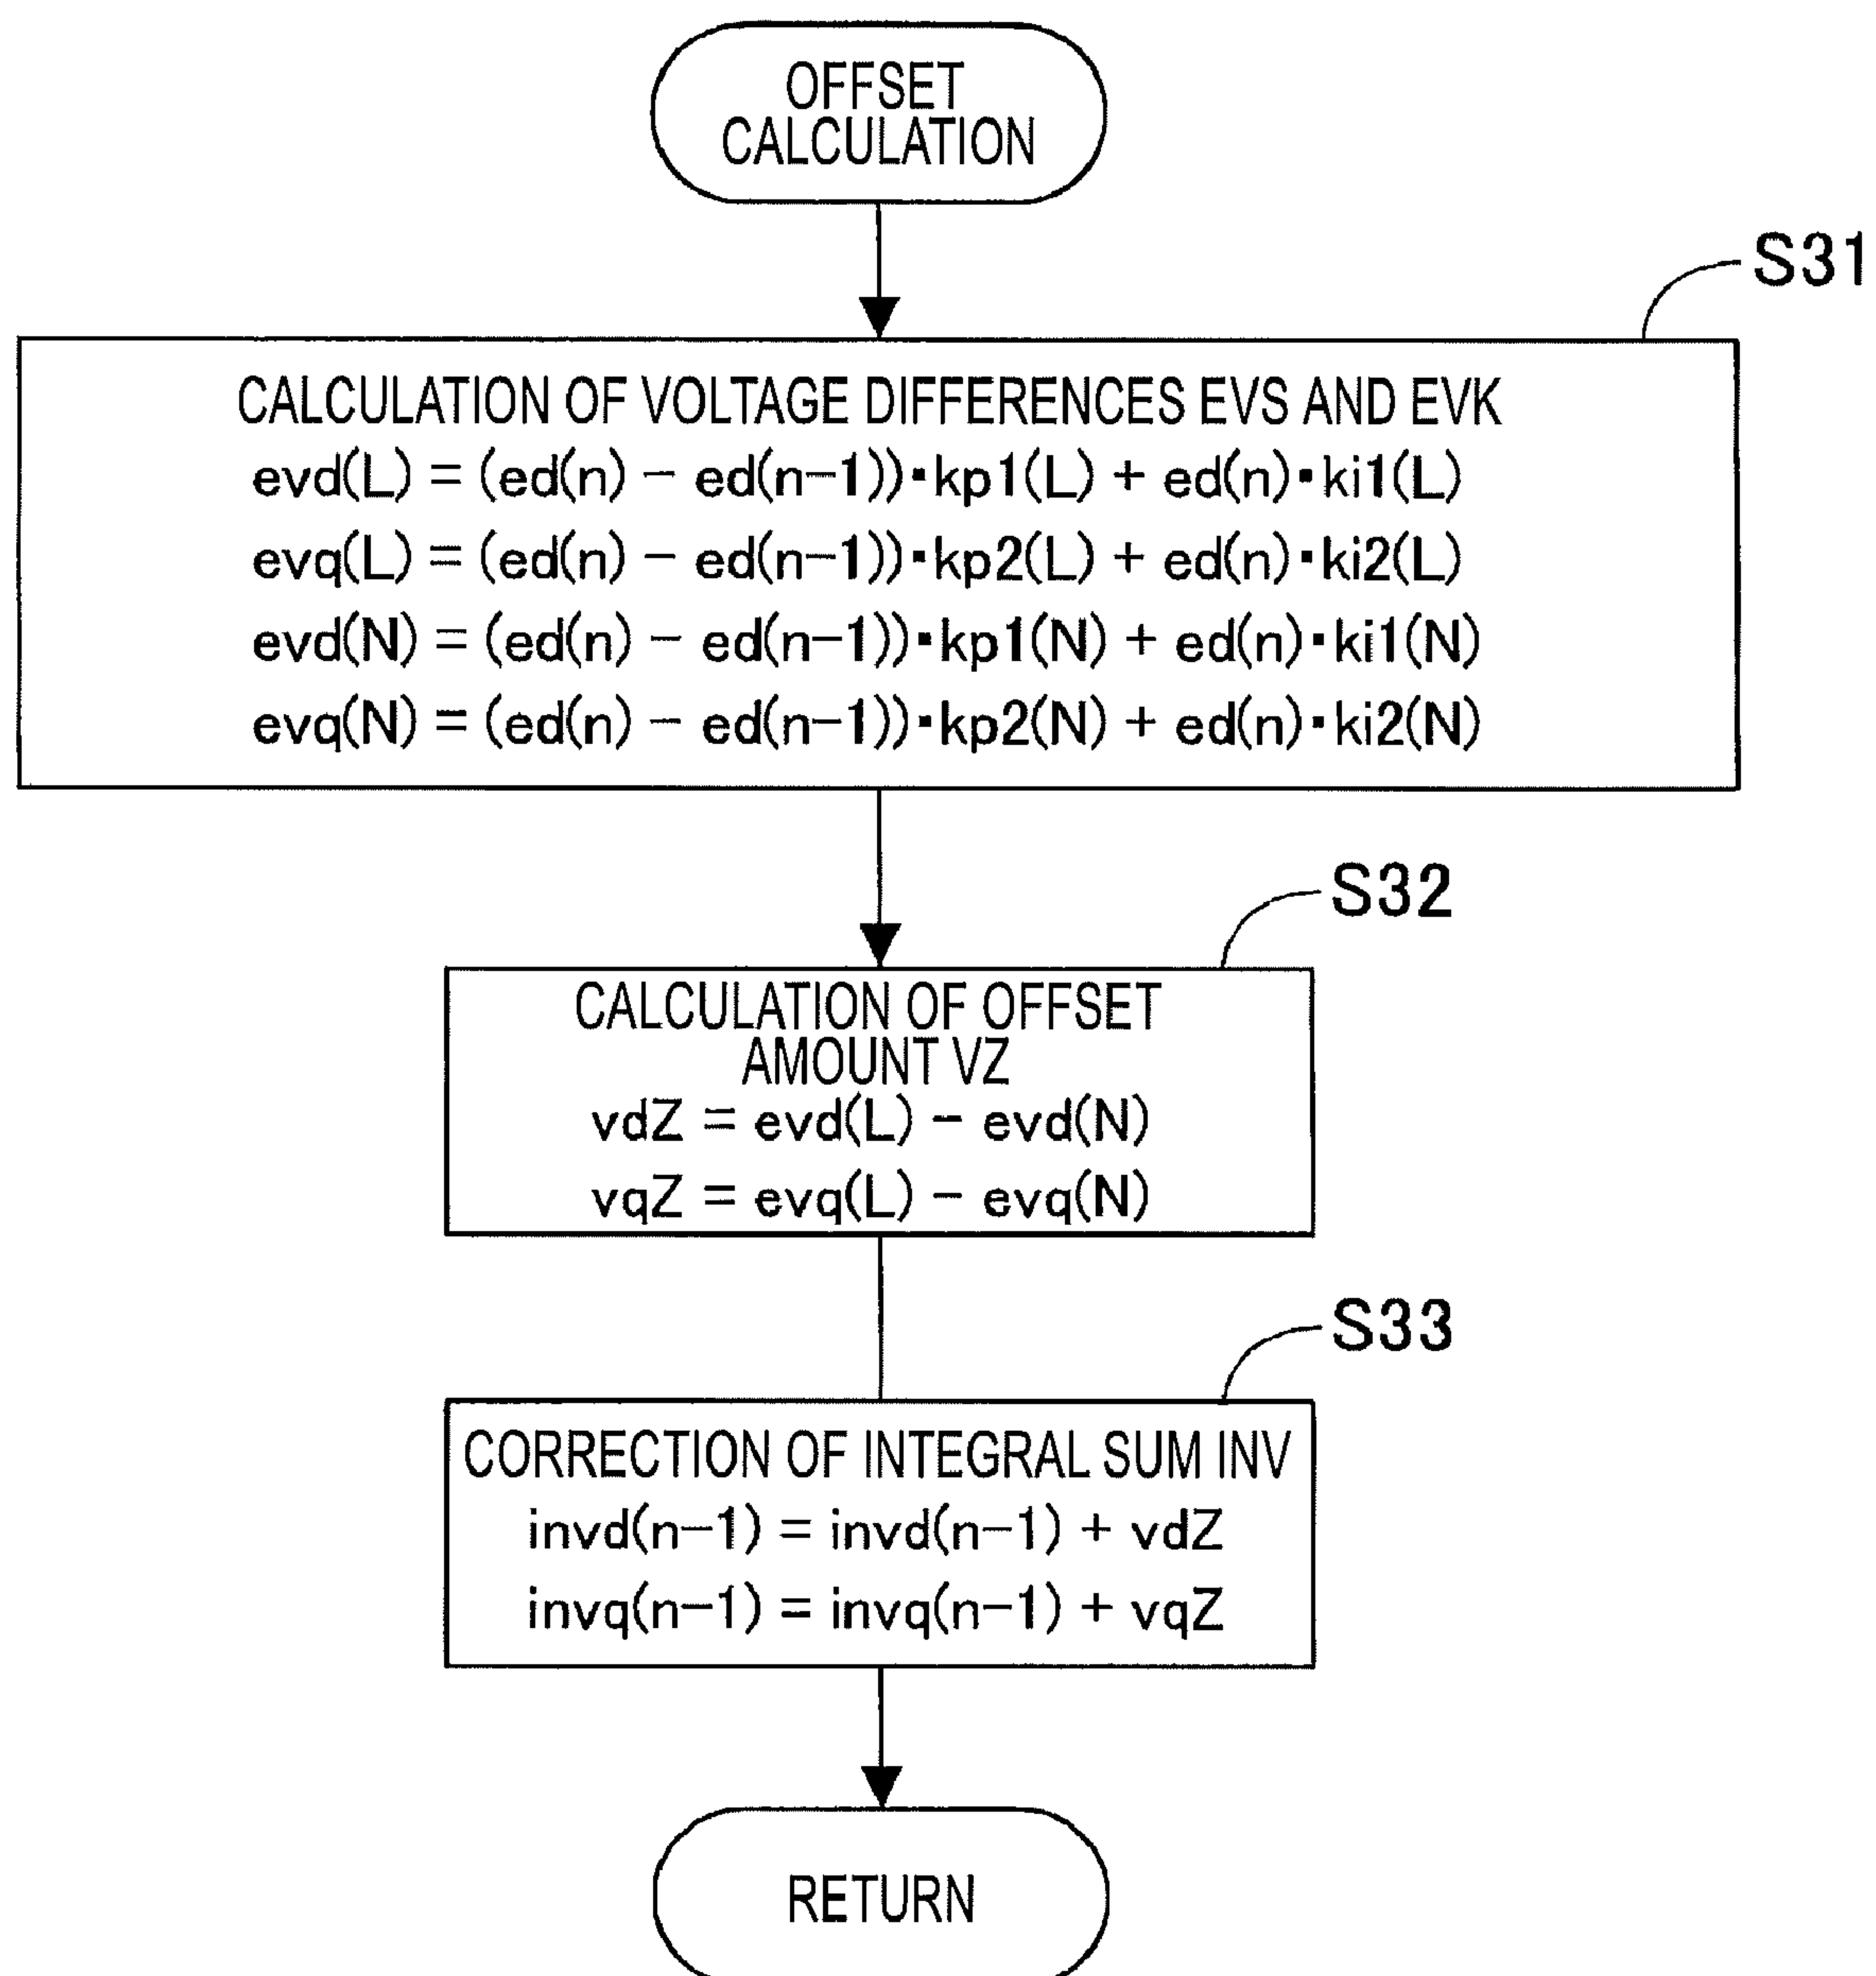 OFFSET
CALCULATION
S31
CALCULATION OF VOLTAGE DIFFERENCES EVS AND EVK
evd(L) = (ed(n) − ed(n−1))·kp1(L) + ed(n)·ki1(L)
evq(L) = (ed(n) − ed(n−1))·kp2(L) + ed(n)·ki2(L)
evd(N) = (ed(n) − ed(n−1))·kp1(N) + ed(n)·ki1(N)
evq(N) = (ed(n) − ed(n−1))·kp2(N) + ed(n)·ki2(N)
S32
CALCULATION OF OFFSET
AMOUNT VZ
vdZ = evd(L) − evd(N)
vqZ = evq(L) − evq(N)
S33
CORRECTION OF INTEGRAL SUM INV
invd(n−1) = invd(n−1) + vdZ
invq(n−1) = invq(n−1) + vqZ
RETURN